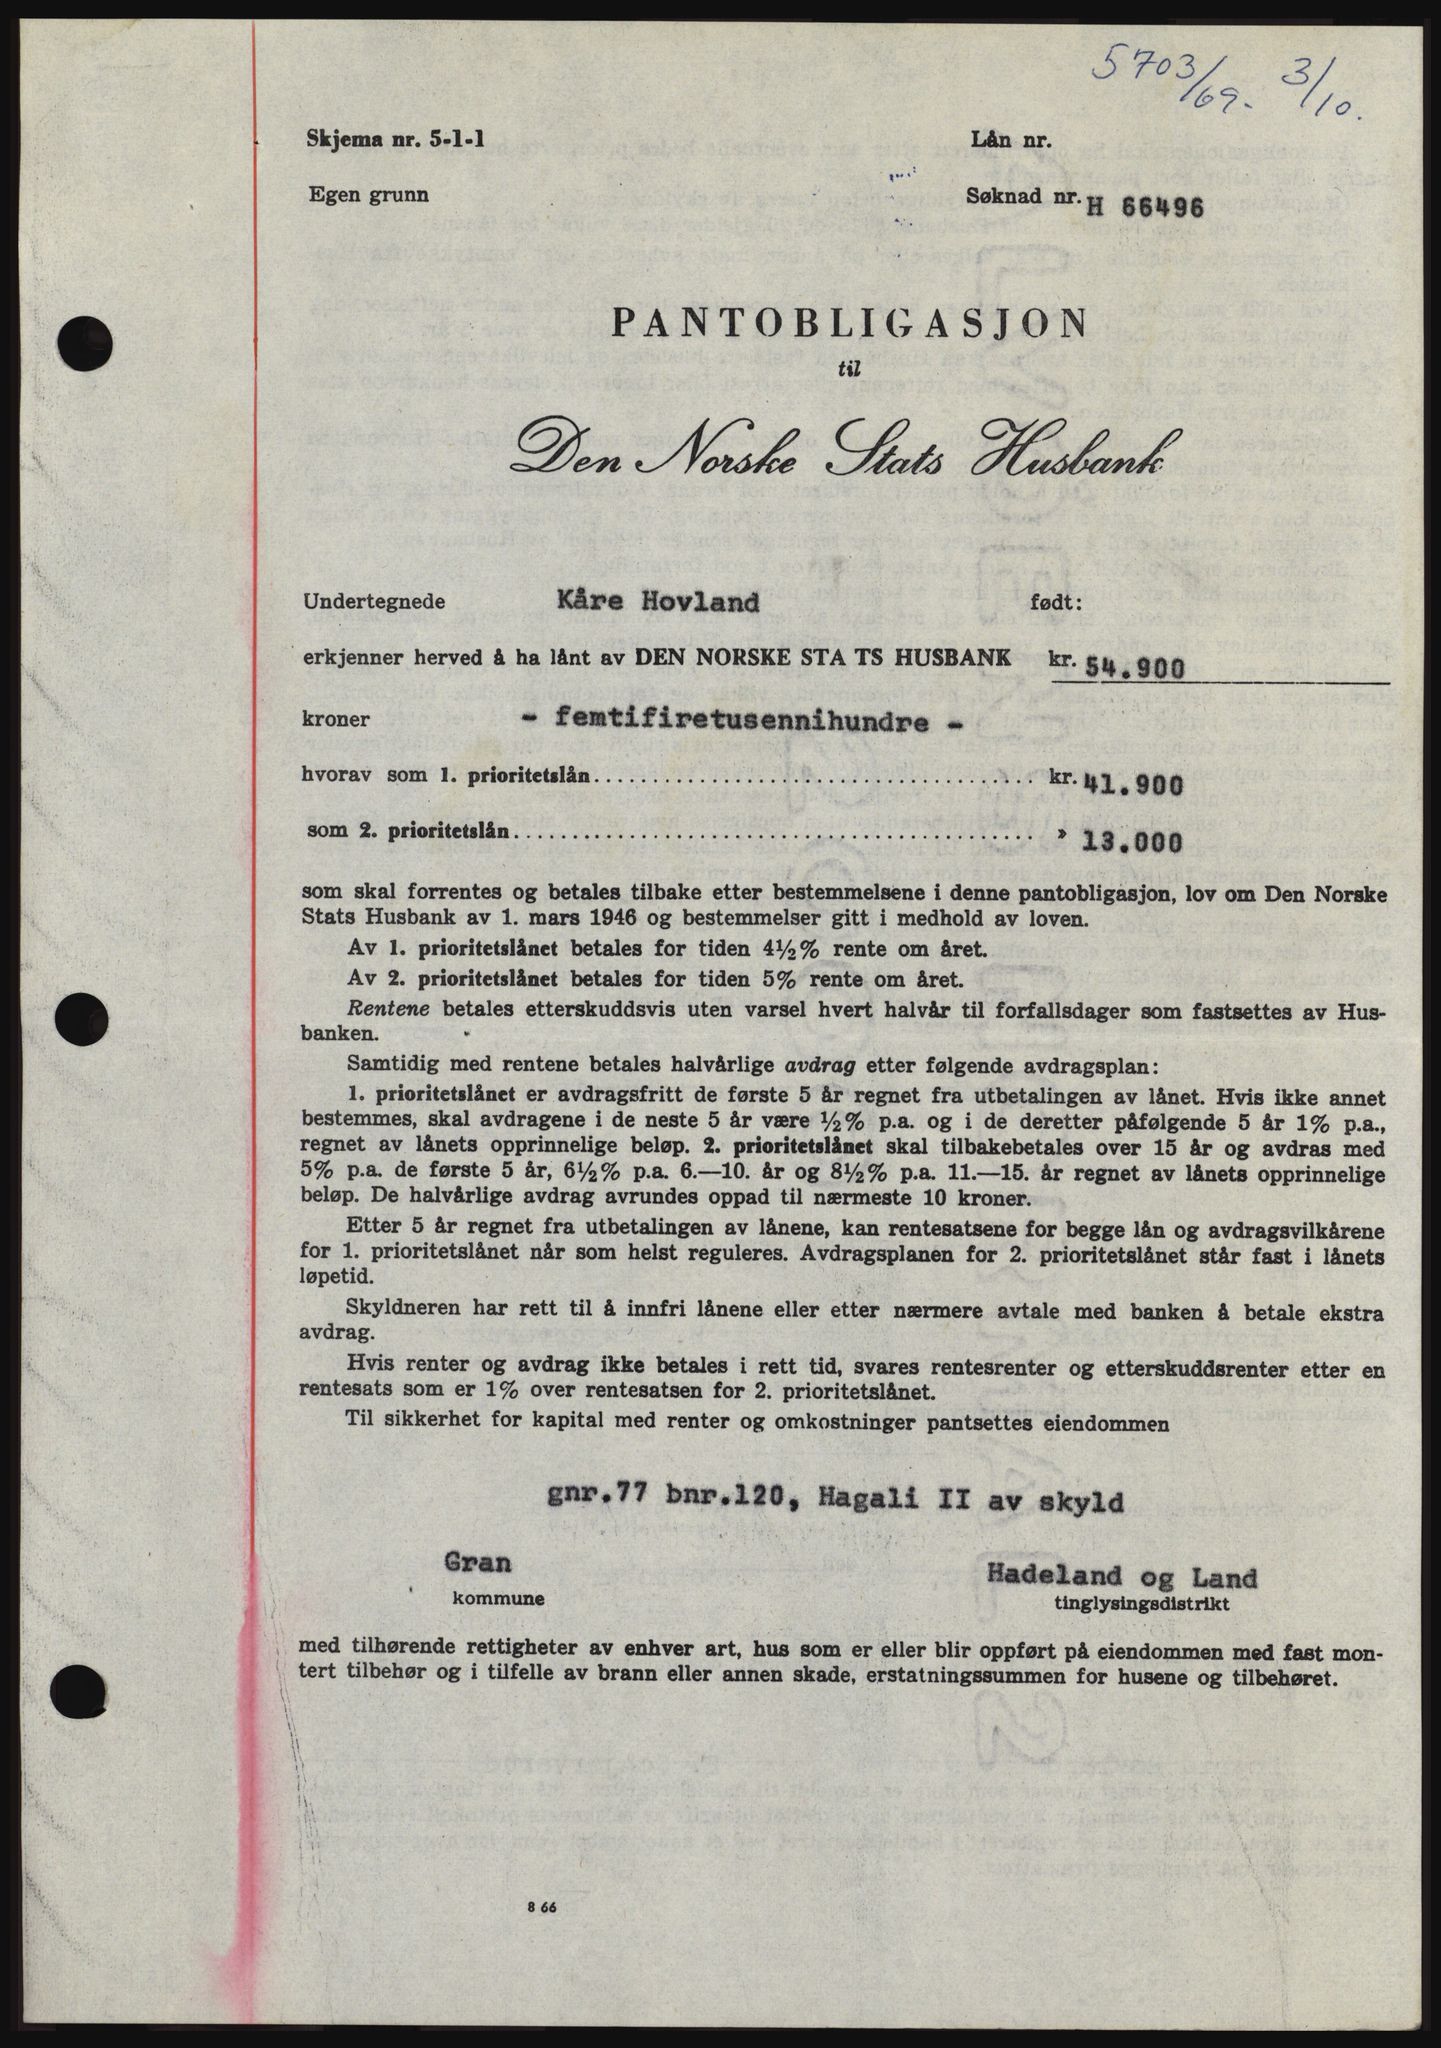 5703/69. 3/10.
Skjema nr. 5-1-1 Lån nr.
Egen grunn Søknad nr. H 66496
PANTOBLIGASJON
til
Den Norske Stats Husbank
Undertegnede Kåre Hovland født:
erkjenner herved å ha lånt av DEN NORSKE STA TS HUSBANK kr. 54.900
kroner - femtifiretusennihundre -
hvorav som 1. prioritetslån........................................ kr. 41.900
som 2. prioritetslån............................................... » 13.000
som skal forrentes og betales tilbake etter bestemmelsene i denne pantobligasjon, lov om Den Norske
Stats Husbank av 1. mars 1946 og bestemmelser gitt i medhold av loven.
Av 1. prioritetslånet betales for tiden 4½% rente om året.
Av 2. prioritetslånet betales for tiden 5% rente om året.
Rentene betales etterskuddsvis uten varsel hvert halvår til forfallsdager som fastsettes av Hus-
banken.
Samtidig med rentene betales halvårlige avdrag etter følgende avdragsplan:
1. prioritetslånet er avdragsfritt de første 5 år regnet fra utbetalingen av lånet. Hvis ikke annet
bestemmes, skal avdragene i de neste 5 år være ½% p.a. og i de deretter påfølgende 5 år 1% p.a.,
regnet av lånets opprinnelige beløp. 2. prioritetslånet skal tilbakebetales over 15 år og avdras med
5% p.a. de første 5 år, 6½% p.a. 6.—10. år og 8½% p.a. 11.—15. år regnet av lånets opprinnelige
beløp. De halvårlige avdrag avrundes oppad til nærmeste 10 kroner.
Etter 5 år regnet fra utbetalingen av lånene, kan rentesatsene for begge lån og avdragsvilkårene
for 1. prioritetslånet når som helst reguleres. Avdragsplanen for 2. prioritetslånet står fast i lånets
løpetid.
Skyldneren har rett til å innfri lånene eller etter nærmere avtale med banken å betale ekstra
avdrag.
Hvis renter og avdrag ikke betales i rett tid, svares rentesrenter og etterskuddsrenter etter en
rentesats som er 1% over rentesatsen for 2. prioritetslånet.
Til sikkerhet for kapital med renter og omkostninger pantsettes eiendommen
gnr.77 bnr.120, Hagali II av skyld
Gran Hadeland og Land
kommune tinglysingsdistrikt
med tilhørende rettigheter av enhver art, hus som er eller blir oppført på eiendommen med fast mon-
tert tilbehør og i tilfelle av brann eller annen skade, erstatningssummen for husene og tilbehøret.
8 66